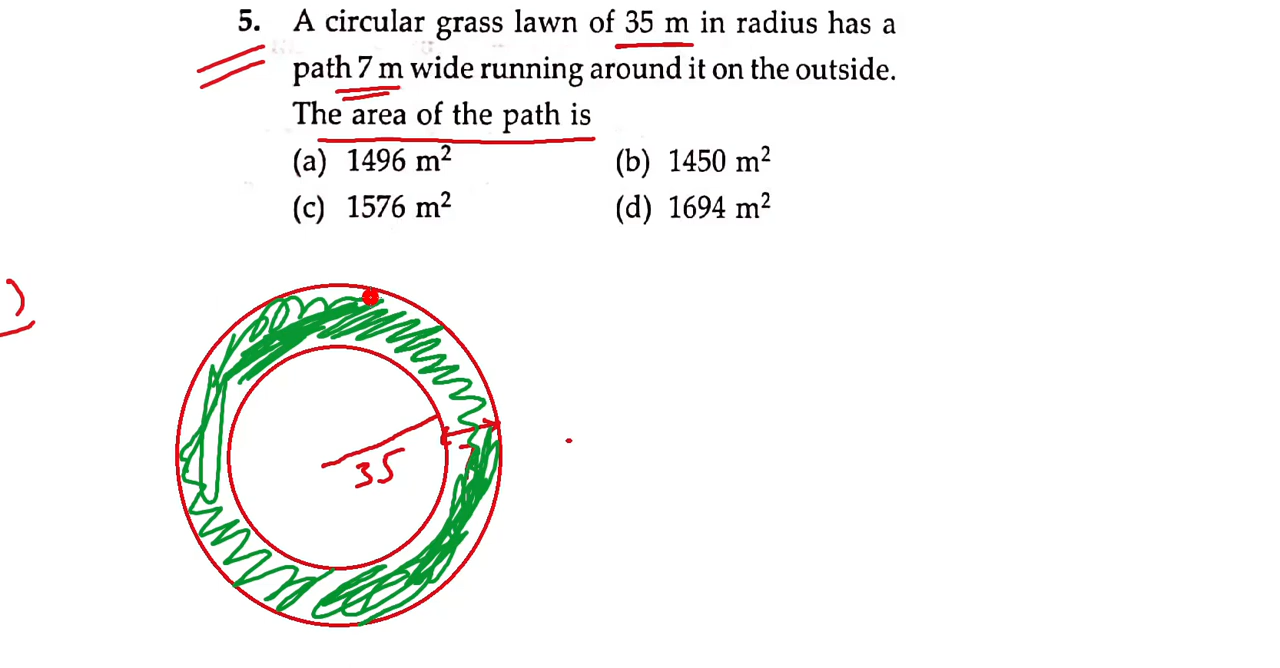 5. A circular grass lawn of 35 m in radius has a
path 7 m wide running around it on the outside.
The area of the path is
(a) 1496 m² (b) 1450 m²
(c) 1576 m² (d) 1694 m²
)
35
7